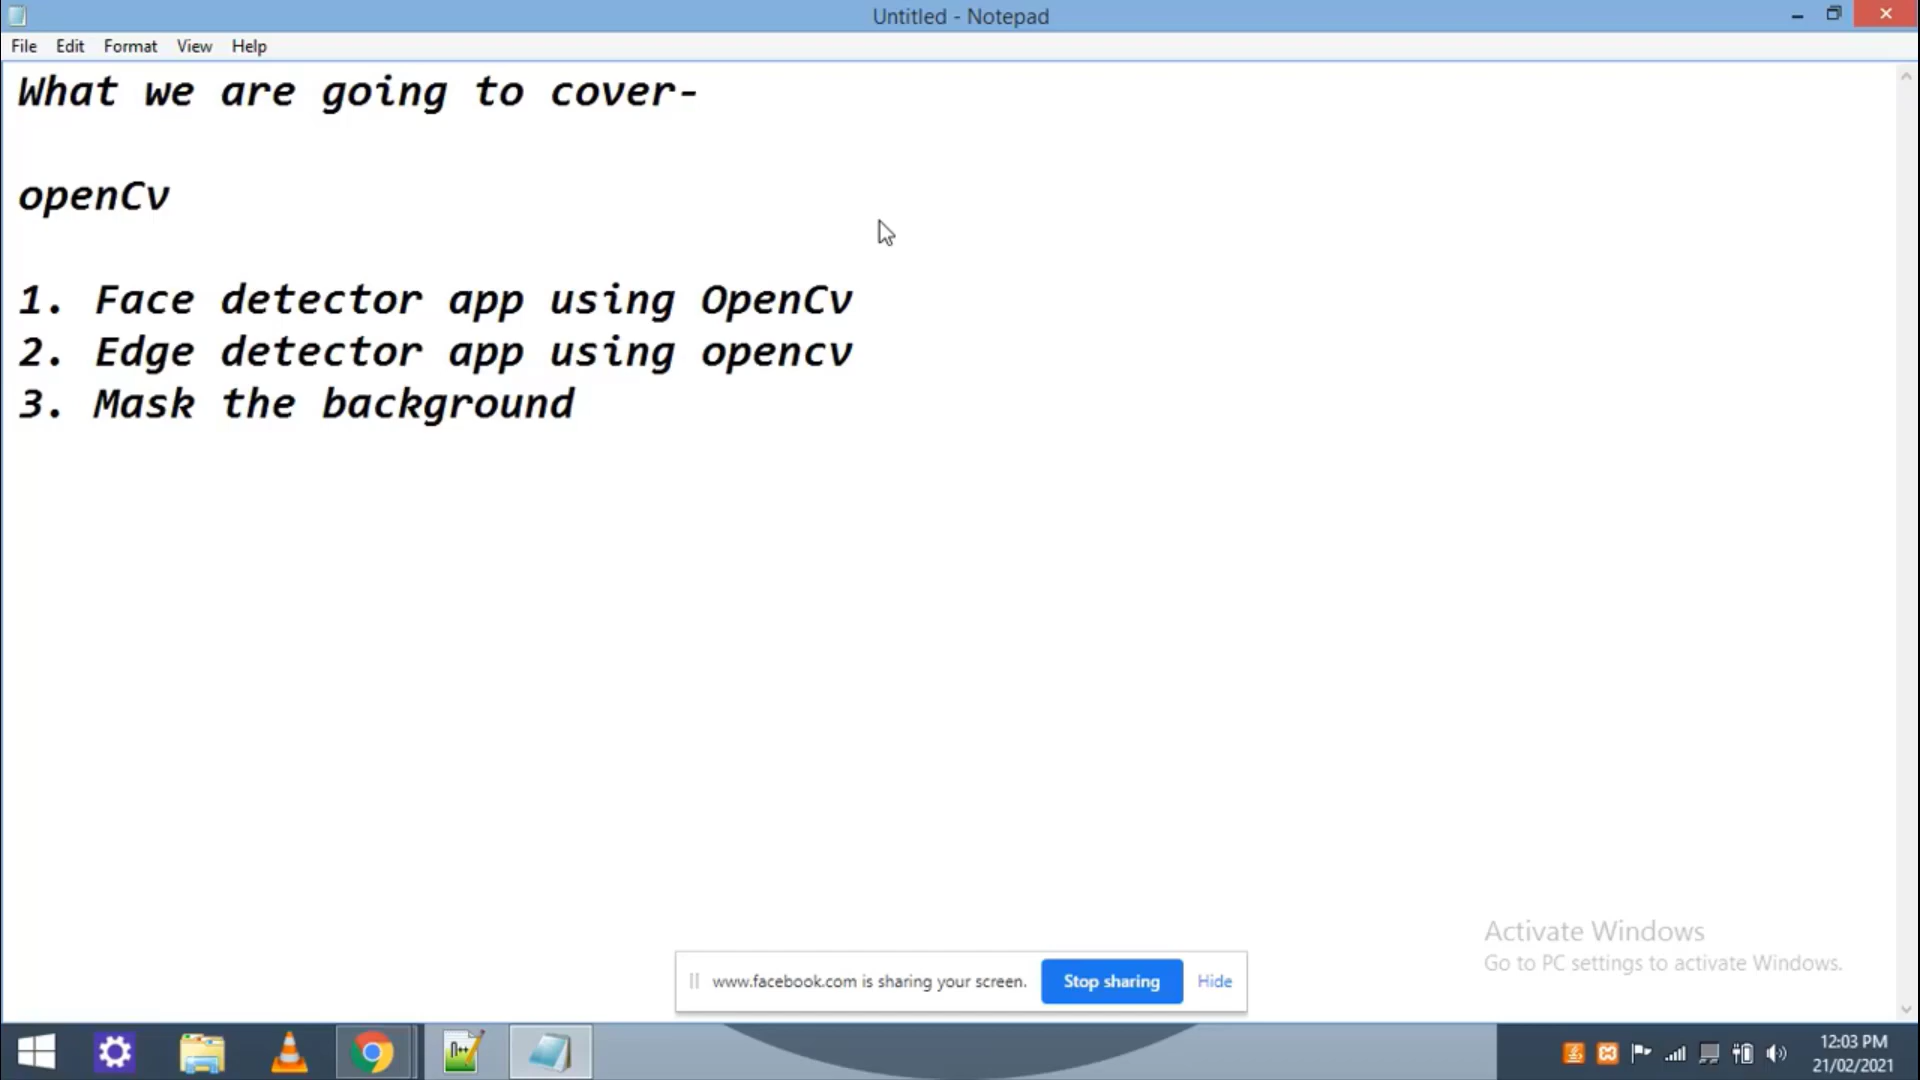 Untitled - Notepad
File Edit Format View Help
What we are going to cover-
openCv
1. Face detector app using OpenCv
2. Edge detector app using opencv
3. Mask the background
Activate Windows
Go to PC settings to activate Windows.
www.facebook.com is sharing your screen. Stop sharing Hide
12:03 PM
21/02/2021